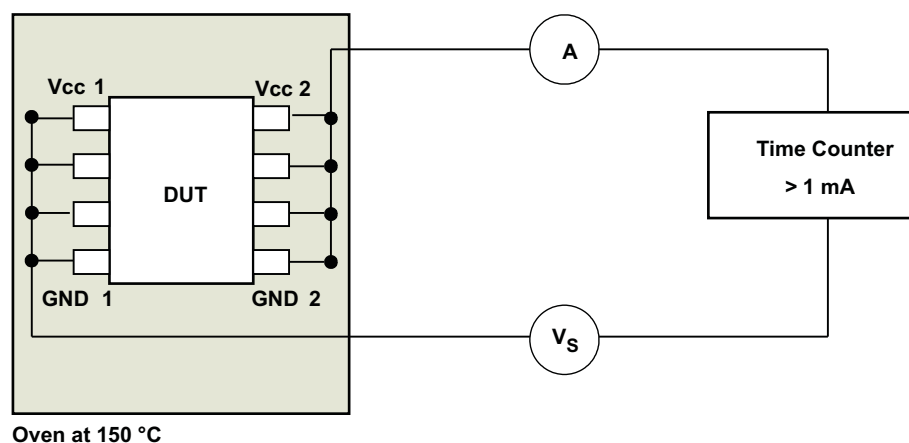 A
Vcc 1
Vcc 2
Time Counter
> 1 mA
DUT
GND 1
GND 2
VS
Oven at 150 °C